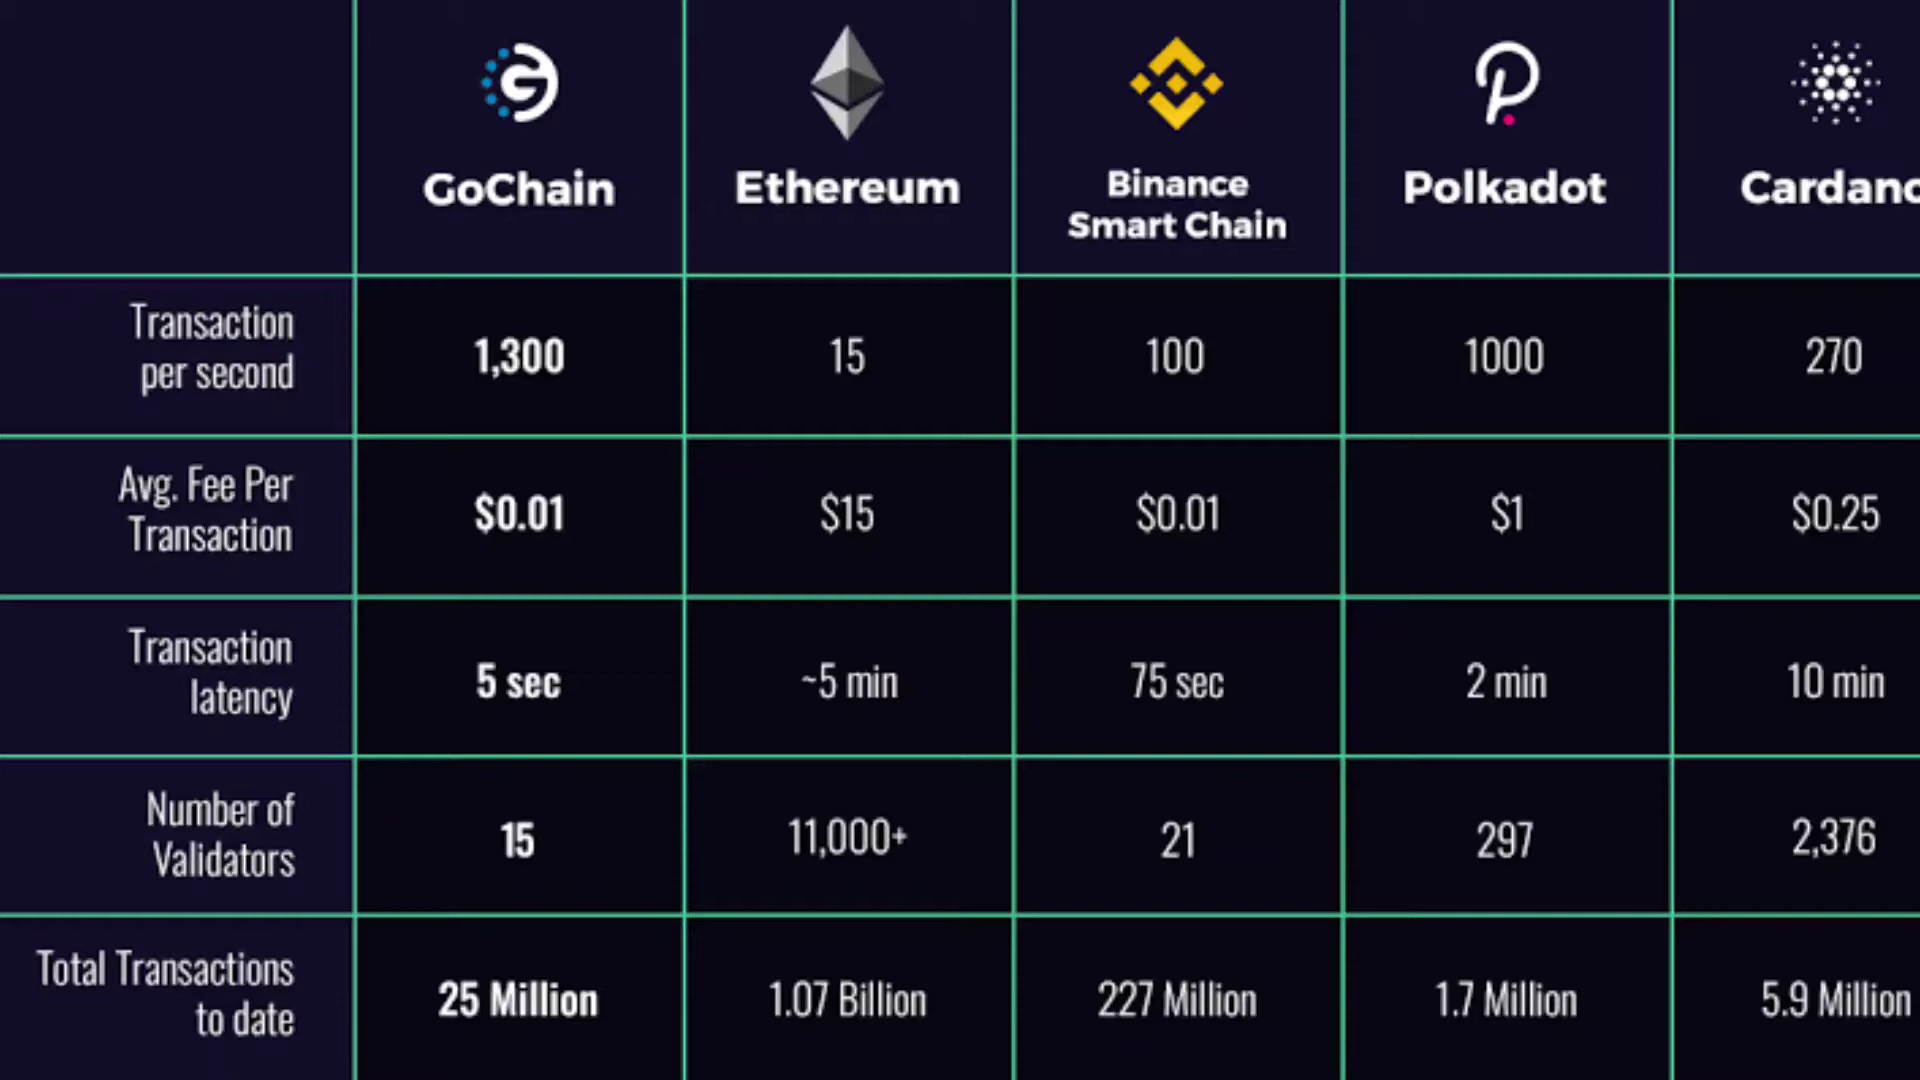 GoChain
Ethereum
Binance
Smart Chain
Polkadot
Cardano
Transaction
per second
1,300
15
100
1000
270
Avg. Fee Per
Transaction
$0.01
$15
$0.01
$1
$0.25
Transaction
latency
5 sec
~5 min
75 sec
2 min
10 min
Number of
Validators
15
11,000+
21
297
2,376
Total Transactions
to date
25 Million
1.07 Billion
227 Million
1.7 Million
5.9 Million